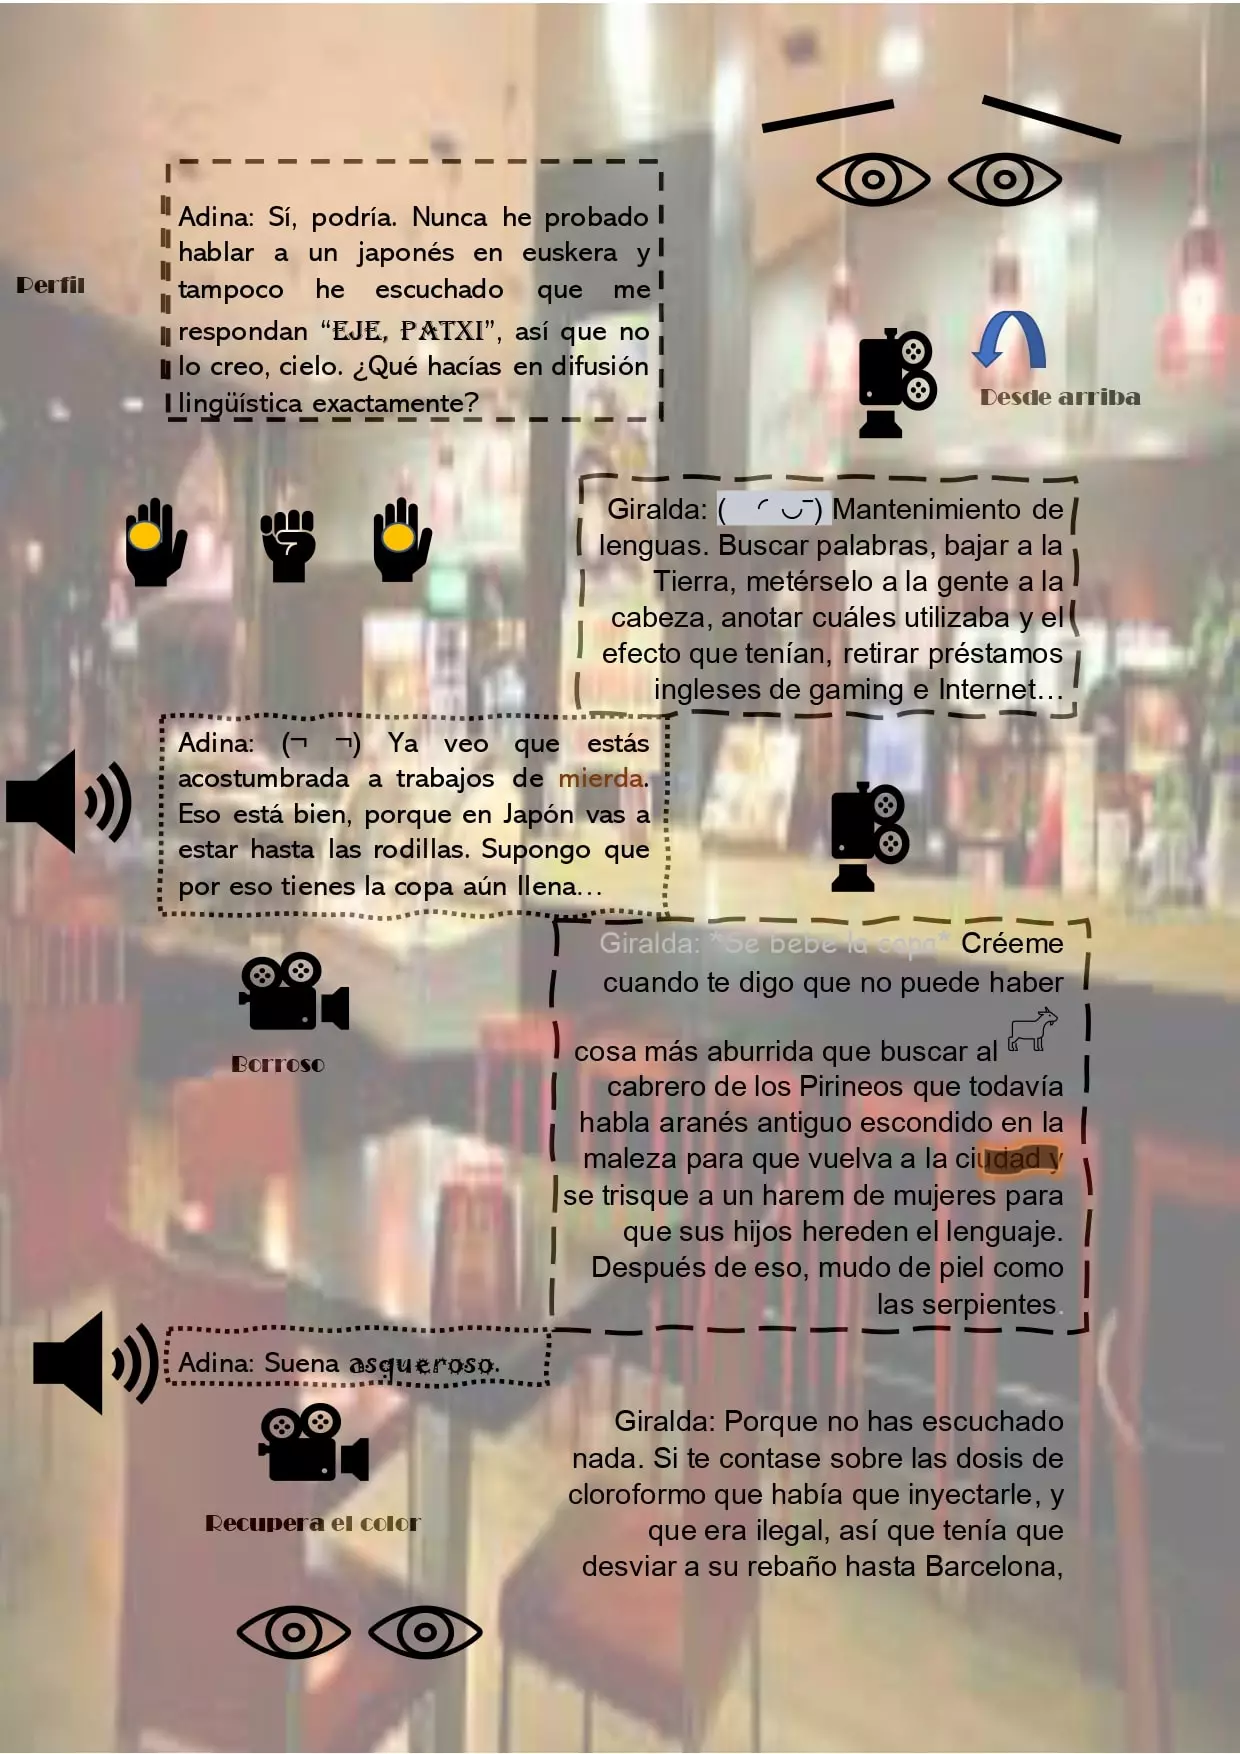 Adina: Sí, podría. Nunca he probado
hablar a un japonés en euskera y
tampoco he escuchado que me
respondan “EJE, PATXI”, así que no
lo creo, cielo. ¿Qué hacías en difusión
lingüística exactamente?
Perfil
Desde arriba
Giralda: (◜◡‾) Mantenimiento de
lenguas. Buscar palabras, bajar a la
Tierra, metérselo a la gente a la
cabeza, anotar cuáles utilizaba y el
efecto que tenían, retirar préstamos
ingleses de gaming e Internet…
Adina: (¬ ¬) Ya veo que estás
acostumbrada a trabajos de mierda.
Eso está bien, porque en Japón vas a
estar hasta las rodillas. Supongo que
por eso tienes la copa aún llena…
Giralda: *Se bebe la copa* Créeme
cuando te digo que no puede haber
cosa más aburrida que buscar al
cabrero de los Pirineos que todavía
habla aranés antiguo escondido en la
maleza para que vuelva a la ciudad y
se trisque a un harem de mujeres para
que sus hijos hereden el lenguaje.
Después de eso, mudo de piel como
las serpientes.
Borroso
Adina: Suena asqueroso.
Giralda: Porque no has escuchado
nada. Si te contase sobre las dosis de
cloroformo que había que inyectarle, y
que era ilegal, así que tenía que
desviar a su rebaño hasta Barcelona,
Recupera el color